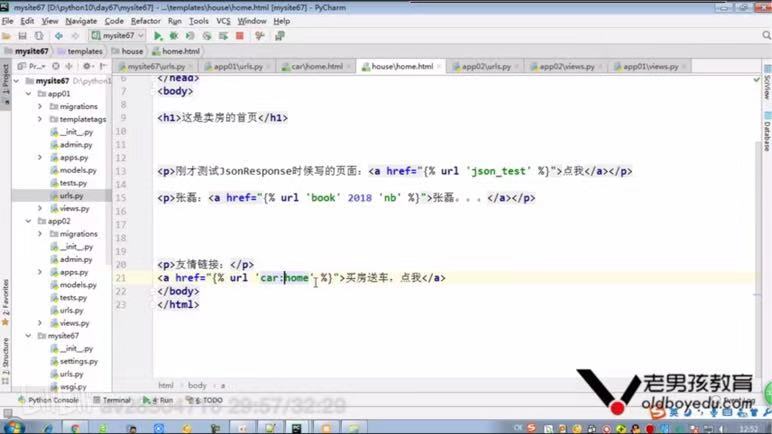 mysite67 [D:\python10\day67\mysite67] - ...\templates\house\home.html [mysite67] - PyCharm
File Edit View Navigate Code Refactor Run Tools VCS Window Help
mysite67
mysite67 templates house home.html
Pr... mysite67\urls.py app01\urls.py car\home.html house\home.html app02\urls.py app02\views.py app01\views.py
1: Project
7: Structure
2: Favorites
SciView
Database
mysite67 D:\python10
app01
migrations
templatetags
__init__.py
admin.py
apps.py
models.py
tests.py
urls.py
views.py
app02
migrations
__init__.py
admin.py
apps.py
models.py
tests.py
urls.py
views.py
mysite67
__init__.py
settings.py
urls.py
wsgi.py
6 </head>
7 <body>
8
9 <h1>这是卖房的首页</h1>
10
11
12
13 <p>刚才测试JsonResponse时候写的页面：<a href="{% url 'json_test' %}">点我</a></p>
14
15 <p>张磊：<a href="{% url 'book' 2018 'nb' %}">张磊。。。</a></p>
16
17
18
20 <p>友情链接：</p>
21 <a href="{% url 'car:home' %}">买房送车，点我</a>
22 </body>
23 </html>
html body a
Python Console Terminal 4: Run 6: TODO
av28304716 29:57/32:29
老男孩教育
oldboyedu.com
12:52